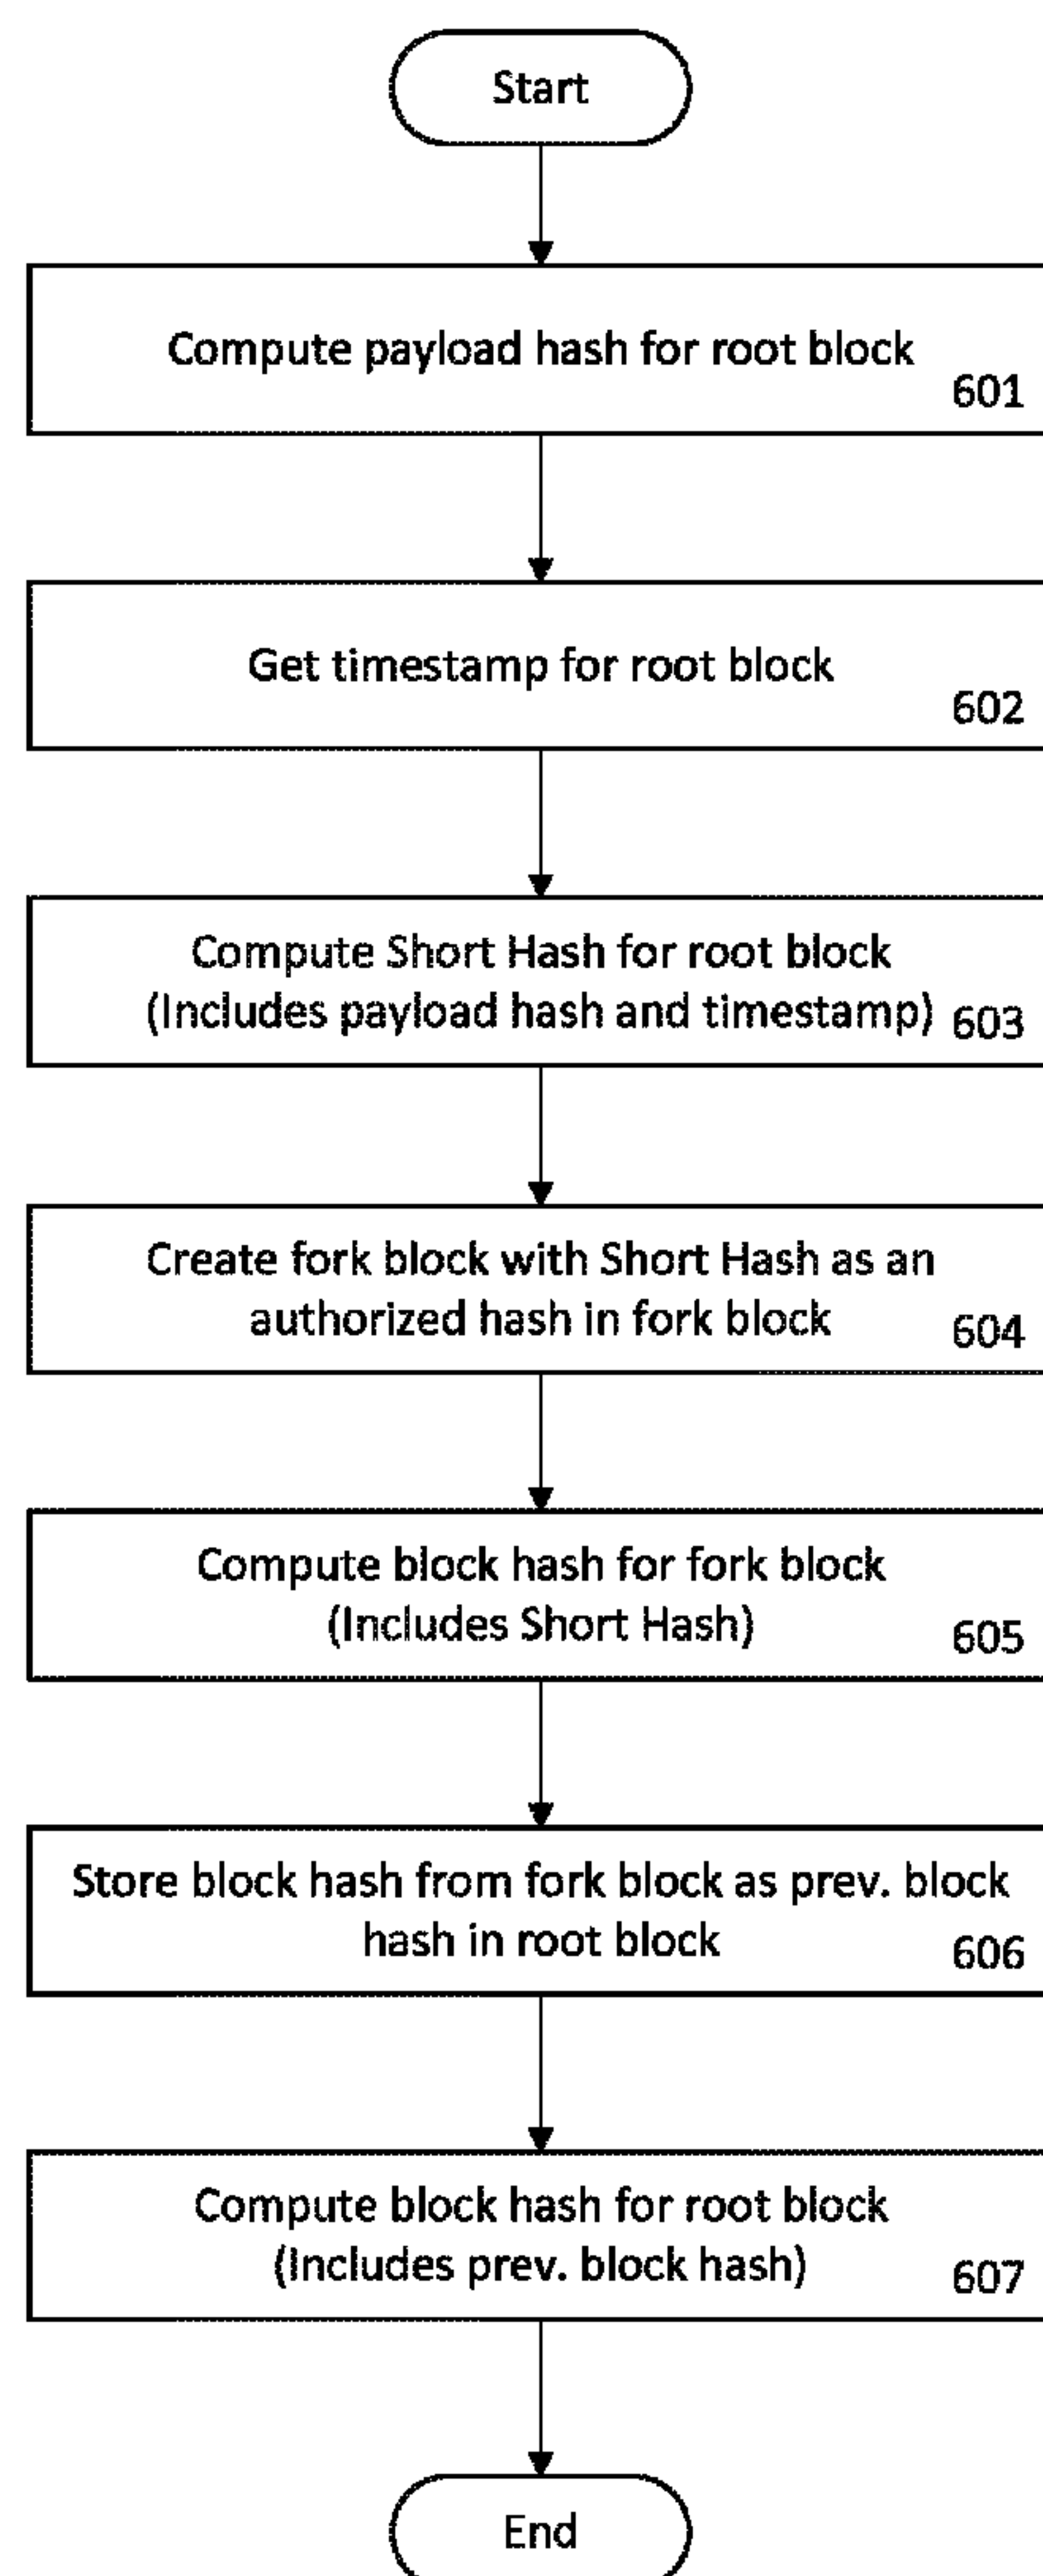 Start
Compute payload hash for root block
601
Get timestamp for root block
602
Compute Short Hash for root block
(Includes payload hash and timestamp) 603
Create fork block with Short Hash as an
authorized hash in fork block 604
Compute block hash for fork block
(Includes Short Hash) 605
Store block hash from fork block as prev. block
hash in root block 606
Compute block hash for root block
(Includes prev. block hash) 607
End